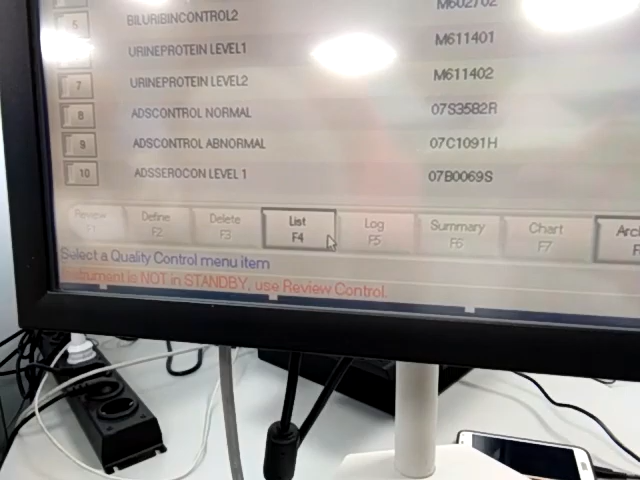 5 BILURIBINCONTROL2 M602702
URINEPROTEIN LEVEL1 M611401
7 URINEPROTEIN LEVEL2 M611402
8 ADSCONTROL NORMAL 07S3582R
9 ADSCONTROL ABNORMAL 07C1091H
10 ADSSEROCON LEVEL 1 07B0069S
Review Define Delete List Log Summary Chart
F1 F2 F3 F4 F5 F6 F7
Select a Quality Control menu item
Instrument is NOT in STANDBY, use Review Control.